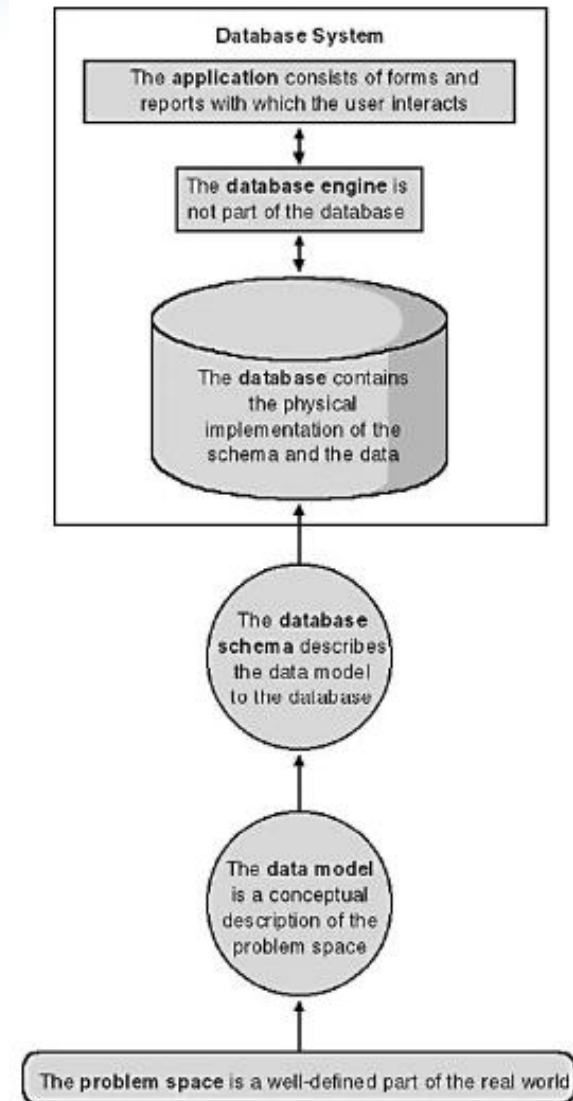 Database System
The application consists of forms and
reports with which the user interacts
The database engine is
not part of the database
The database contains
the physical
implementation of the
schema and the data
The database
schema describes
the data model
to the database
The data model
is a conceptual
description of the
problem space
The problem space is a well-defined part of the real world